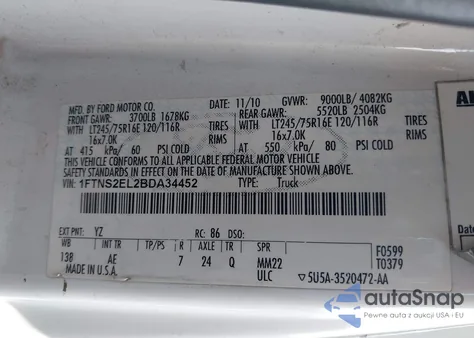 MFD. BY FORD MOTOR CO.
DATE: 11/10 GVWR: 9000LB/ 4082KG
FRONT GAWR: 3700LB 1678KG REAR GAWR: 5520LB 2504KG
WITH LT245/75R16E 120/116R TIRES WITH LT245/75R16E 120/116R TIRES
16x7.0K RIMS 16x7.0K RIMS
AT 415 kPa/ 60 PSI COLD AT 550 kPa/ 80 PSI COLD
THIS VEHICLE CONFORMS TO ALL APPLICABLE FEDERAL MOTOR VEHICLE
SAFETY STANDARDS IN EFFECT ON THE DATE OF MANUFACTURE SHOWN ABOVE.
VIN: 1FTNS2EL2BDA34452 TYPE: Truck
EXT PNT: YZ RC: 86 DSO:
WB INT TR TP/PS R AXLE TR SPR F0599
138 AE 7 24 Q MM22 T0379
MADE IN U.S.A. ULC 5U5A-3520472-AA
autoSnap
Pewne auta z aukcji USA i EU